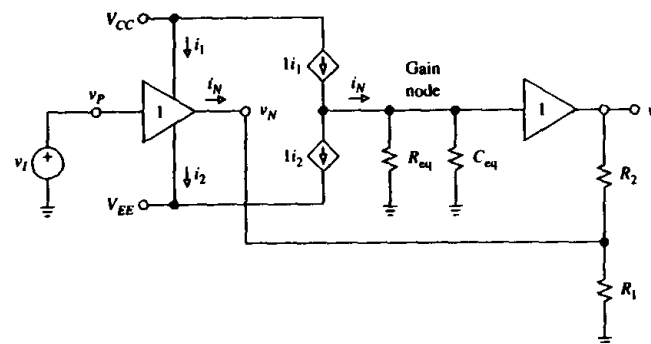 V_CC
i_1
1i_1
Gain
node
v_P
1
i_N
v_N
i_N
1
v
v_I
+
i_2
1i_2
R_eq
C_eq
R_2
V_EE
R_1